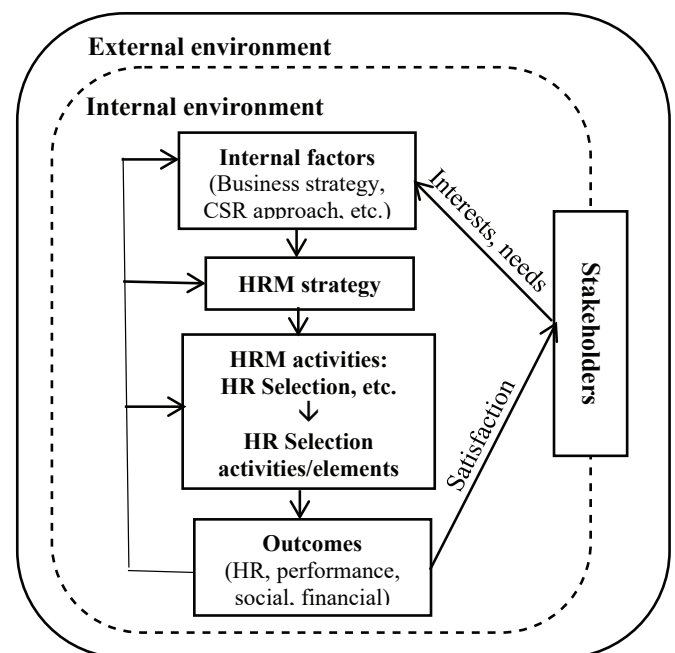 External environment
Internal environment
Internal factors
(Business strategy,
CSR approach, etc.)
Interests, needs
HRM strategy
Stakeholders
HRM activities:
HR Selection, etc.
HR Selection
activities/elements
Satisfaction
Outcomes
(HR, performance,
social, financial)